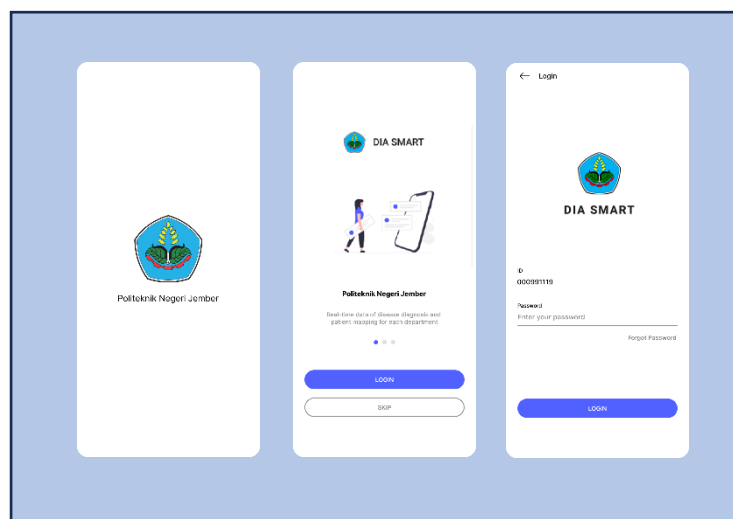 Politeknik Negeri Jember
DIA SMART
Politeknik Negeri Jember
Real-time data of disease diagnosis and
patient mapping for each department
LOGIN
SKIP
Login
DIA SMART
ID
000991119
Password
Enter your password
Forgot Password
LOGIN